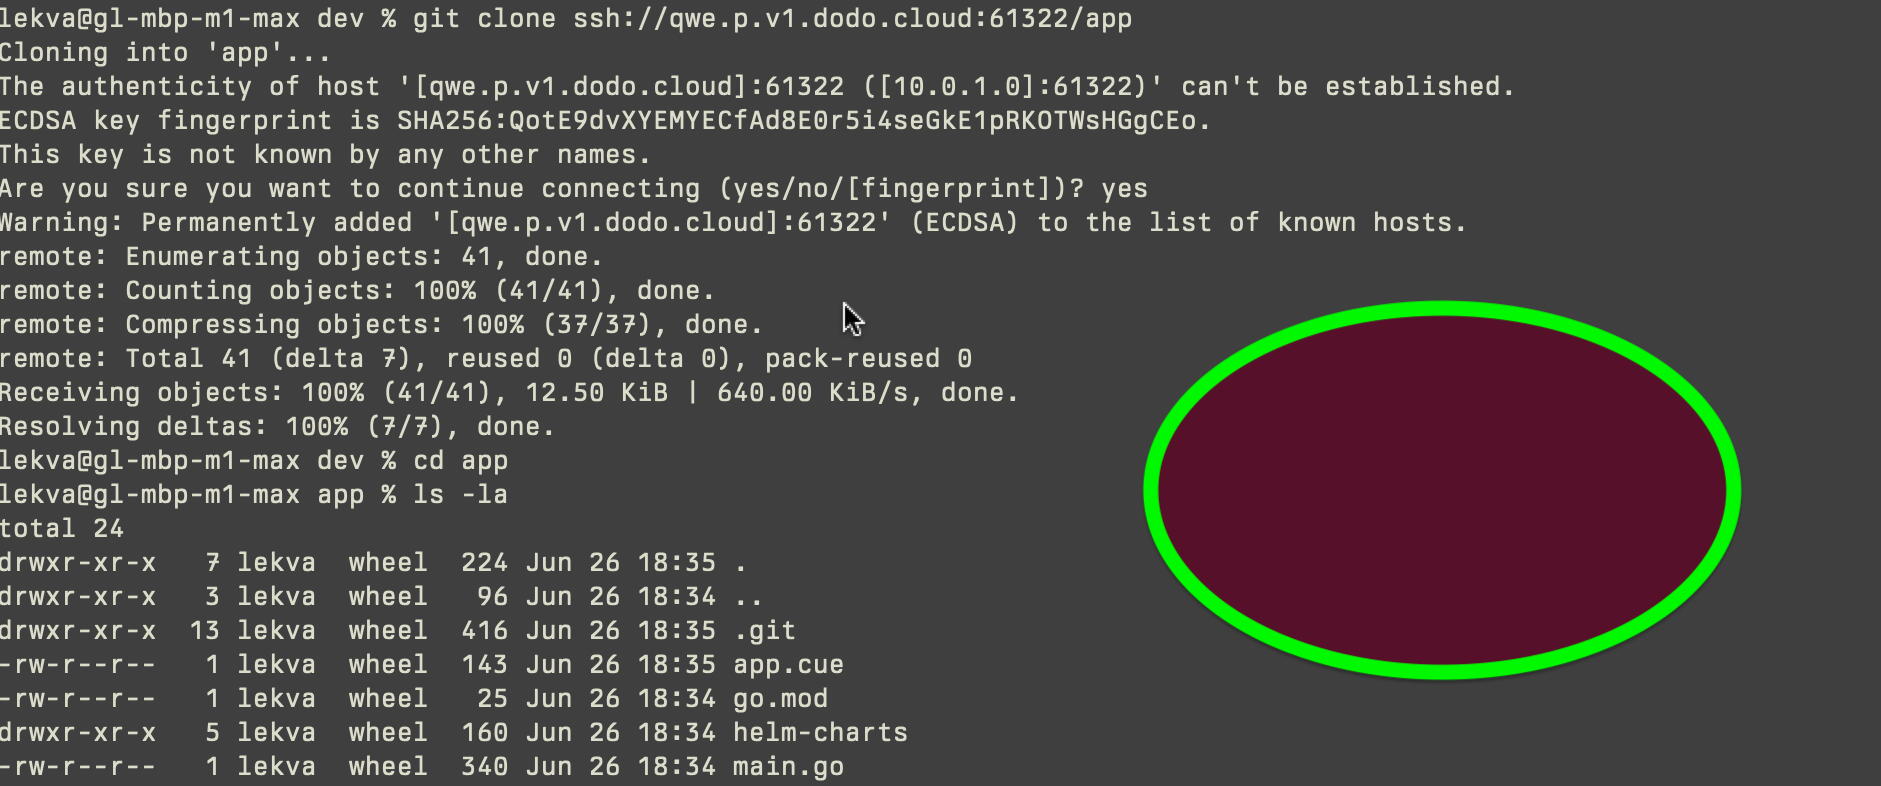 lekva@gl-mbp-m1-max dev % git clone ssh://qwe.p.v1.dodo.cloud:61322/app
Cloning into 'app'...
The authenticity of host '[qwe.p.v1.dodo.cloud]:61322 ([10.0.1.0]:61322)' can't be established.
ECDSA key fingerprint is SHA256:QotE9dvXYEMYECfAd8E0r5i4seGkE1pRKOTWsHGgCEo.
This key is not known by any other names.
Are you sure you want to continue connecting (yes/no/[fingerprint])? yes
Warning: Permanently added '[qwe.p.v1.dodo.cloud]:61322' (ECDSA) to the list of known hosts.
remote: Enumerating objects: 41, done.
remote: Counting objects: 100% (41/41), done.
remote: Compressing objects: 100% (37/37), done.
remote: Total 41 (delta 7), reused 0 (delta 0), pack-reused 0
Receiving objects: 100% (41/41), 12.50 KiB | 640.00 KiB/s, done.
Resolving deltas: 100% (7/7), done.
lekva@gl-mbp-m1-max dev % cd app
lekva@gl-mbp-m1-max app % ls -la
total 24
drwxr-xr-x   7 lekva  wheel  224 Jun 26 18:35 .
drwxr-xr-x   3 lekva  wheel   96 Jun 26 18:34 ..
drwxr-xr-x  13 lekva  wheel  416 Jun 26 18:35 .git
-rw-r--r--   1 lekva  wheel  143 Jun 26 18:35 app.cue
-rw-r--r--   1 lekva  wheel   25 Jun 26 18:34 go.mod
drwxr-xr-x   5 lekva  wheel  160 Jun 26 18:34 helm-charts
-rw-r--r--   1 lekva  wheel  340 Jun 26 18:34 main.go